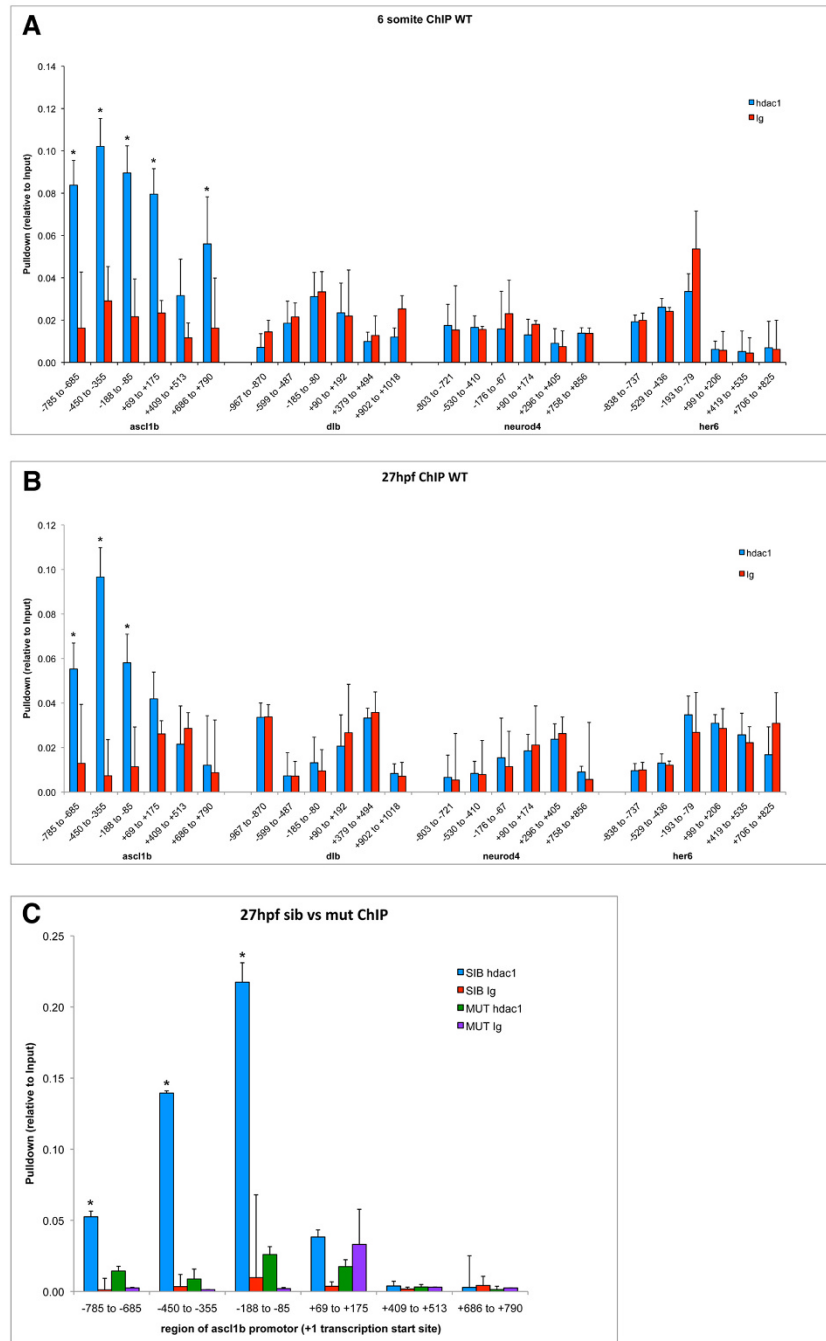 A
6 somite ChIP WT
0.14
0.12
0.10
0.08
0.06
0.04
0.02
0.00
Pulldown (relative to Input)
* * * * *
hdac1
Ig
-785 to -685
-450 to -355
-188 to -85
+69 to +175
+409 to +513
+686 to +790
-967 to -870
-599 to -487
-185 to -80
+90 to +192
+379 to +494
+902 to +1018
-803 to -721
-530 to -410
-176 to -67
+90 to +174
+296 to +405
+758 to +856
-838 to -737
-529 to -436
-193 to -79
+99 to +206
+419 to +535
+706 to +825
ascl1b dlb neurod4 her6
B
27hpf ChIP WT
0.12
0.10
0.08
0.06
0.04
0.02
0.00
Pulldown (relative to Input)
* * *
hdac1
Ig
-785 to -685
-450 to -355
-188 to -85
+69 to +175
+409 to +513
+686 to +790
-967 to -870
-599 to -487
-185 to -80
+90 to +192
+379 to +494
+902 to +1018
-803 to -721
-530 to -410
-176 to -67
+90 to +174
+296 to +405
+758 to +856
-838 to -737
-529 to -436
-193 to -79
+99 to +206
+419 to +535
+706 to +825
ascl1b dlb neurod4 her6
C
27hpf sib vs mut ChIP
0.25
0.20
0.15
0.10
0.05
0.00
Pulldown (relative to Input)
* * *
SIB hdac1
SIB Ig
MUT hdac1
MUT Ig
-785 to -685 -450 to -355 -188 to -85 +69 to +175 +409 to +513 +686 to +790
region of ascl1b promotor (+1 transcription start site)